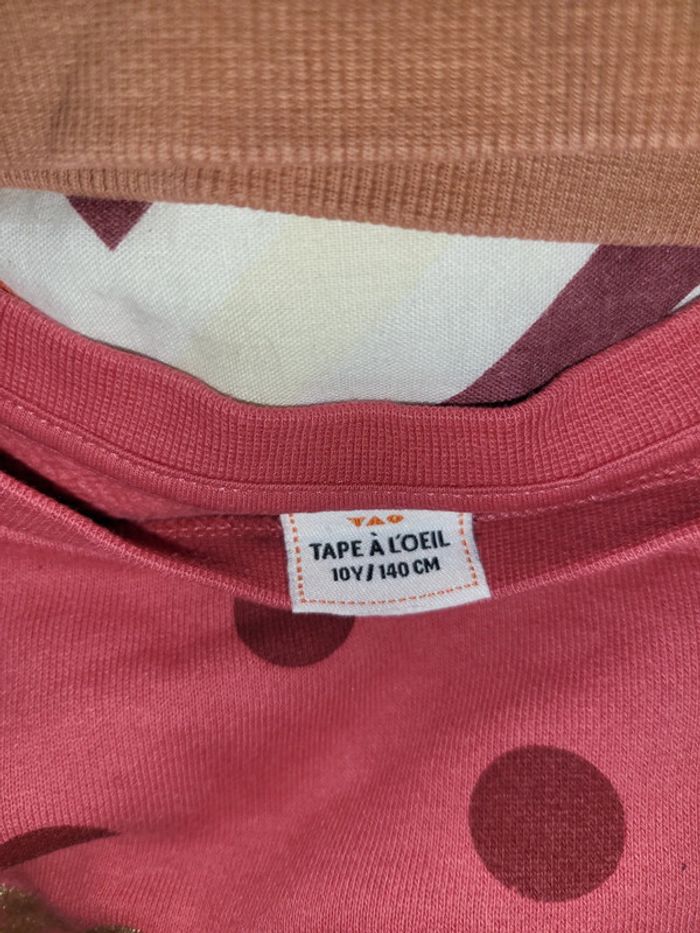 TAO
TAPE À L'OEIL
10Y/140 CM